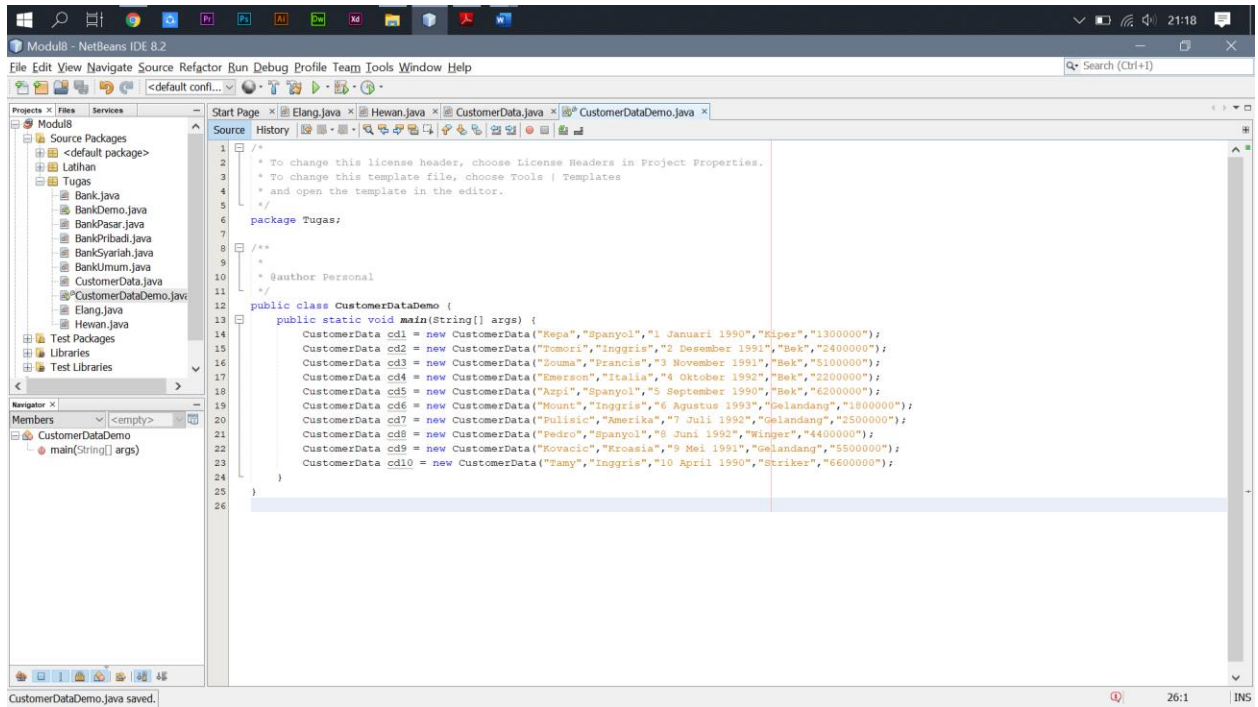 Pr
Ps
Ai
Dw
Xd
21:18
Modul8 - NetBeans IDE 8.2
File Edit View Navigate Source Refactor Run Debug Profile Team Tools Window Help
Search (Ctrl+I)
<default confi...
Projects × Files Services
Start Page × Elang.java × Hewan.java × CustomerData.java × CustomerDataDemo.java ×
Source History
Modul8
Source Packages
<default package>
Latihan
Tugas
Bank.java
BankDemo.java
BankPasar.java
BankPribadi.java
BankSyariah.java
BankUmum.java
CustomerData.java
CustomerDataDemo.java
Elang.java
Hewan.java
Test Packages
Libraries
Test Libraries
Navigator ×
Members <empty>
CustomerDataDemo
main(String[] args)
1 /*
2 * To change this license header, choose License Headers in Project Properties.
3 * To change this template file, choose Tools | Templates
4 * and open the template in the editor.
5 */
6 package Tugas;
7
8 /**
9 *
10 * @author Personal
11 */
12 public class CustomerDataDemo {
13 public static void main(String[] args) {
14 CustomerData cd1 = new CustomerData("Kepa","Spanyol","1 Januari 1990","Kiper","1300000");
15 CustomerData cd2 = new CustomerData("Tomori","Inggris","2 Desember 1991","Bek","2400000");
16 CustomerData cd3 = new CustomerData("Zouma","Prancis","3 November 1991","Bek","5100000");
17 CustomerData cd4 = new CustomerData("Emerson","Italia","4 Oktober 1992","Bek","2200000");
18 CustomerData cd5 = new CustomerData("Azpi","Spanyol","5 September 1990","Bek","6200000");
19 CustomerData cd6 = new CustomerData("Mount","Inggris","6 Agustus 1993","Gelandang","1800000");
20 CustomerData cd7 = new CustomerData("Pulisic","Amerika","7 Juli 1992","Gelandang","2500000");
21 CustomerData cd8 = new CustomerData("Pedro","Spanyol","8 Juni 1992","Winger","4400000");
22 CustomerData cd9 = new CustomerData("Kovacic","Kroasia","9 Mei 1991","Gelandang","5500000");
23 CustomerData cd10 = new CustomerData("Tamy","Inggris","10 April 1990","Striker","6600000");
24 }
25 }
26
CustomerDataDemo.java saved.
26:1
INS